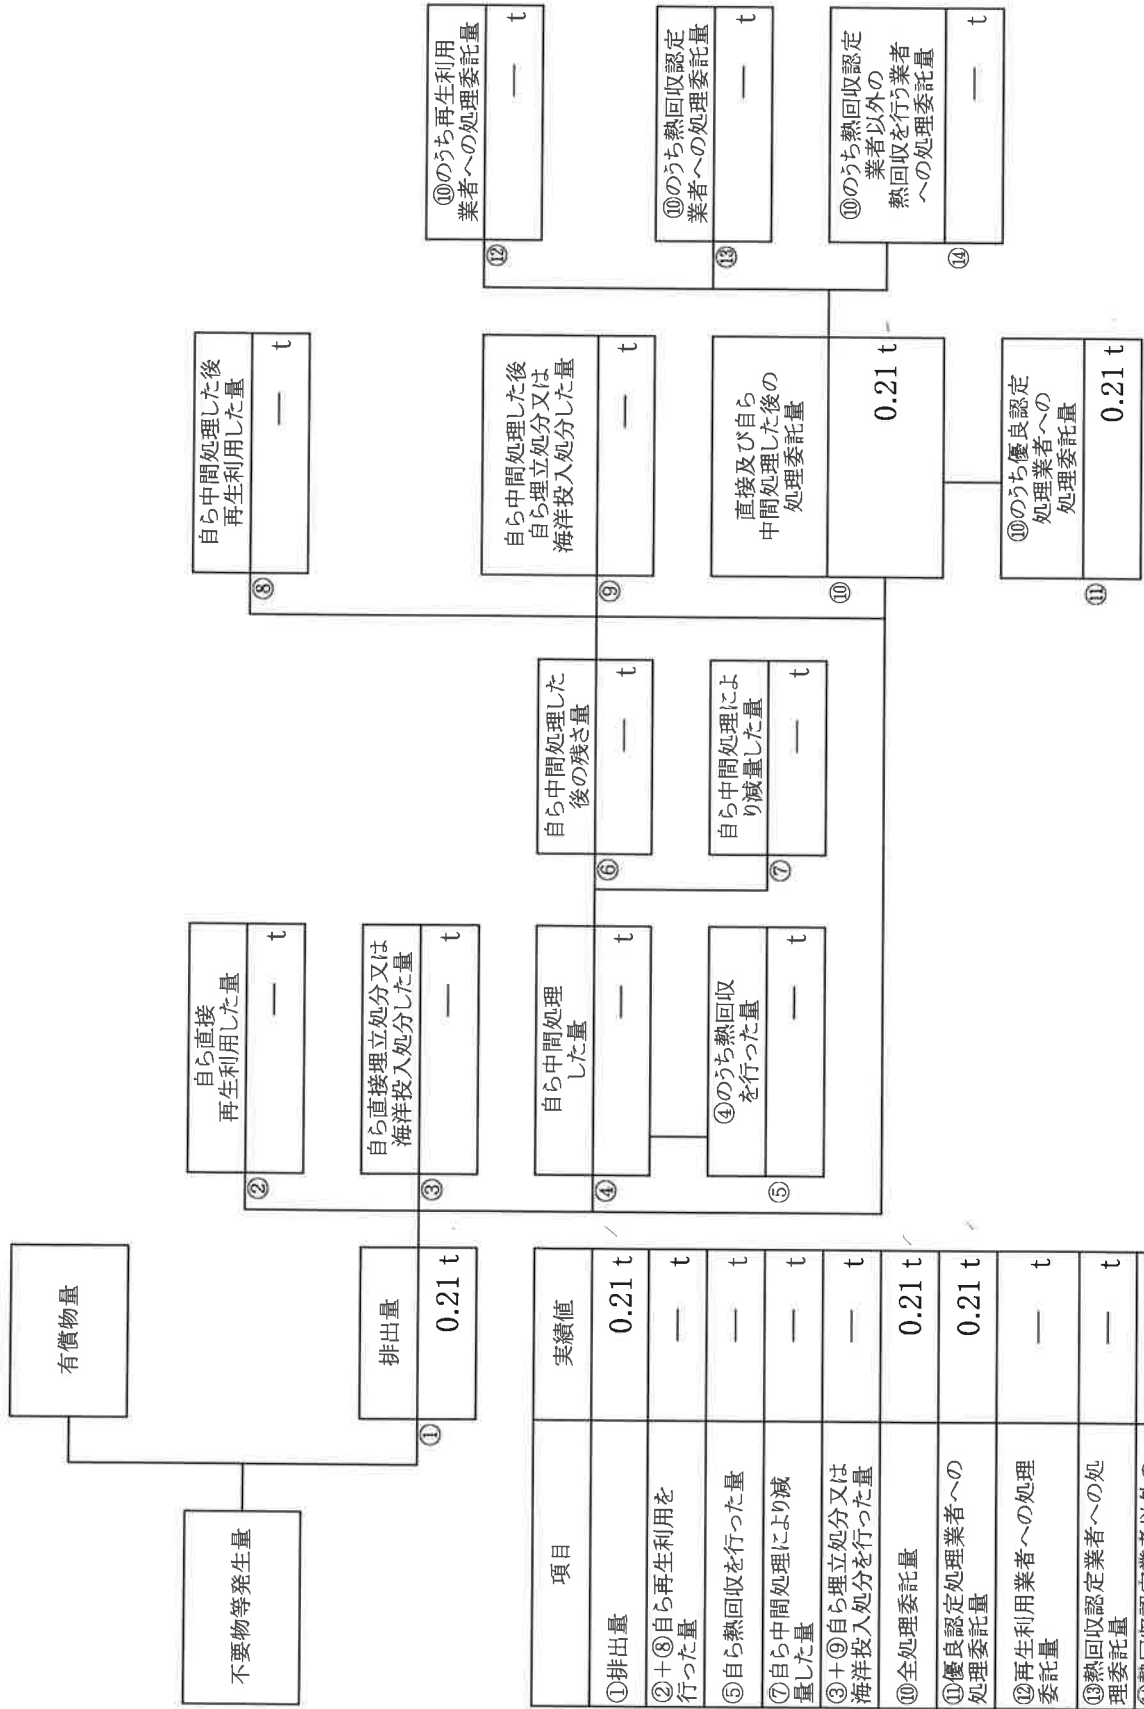 不要物等発生量
有償物量
排出量
①
0.21 t
自ら直接
再生利用した量
②
— t
自ら直接埋立処分又は
海洋投入処分した量
③
— t
自ら中間処理
した量
④
— t
④のうち熱回収
を行った量
⑤
— t
自ら中間処理した
後の残さ量
⑥
— t
自ら中間処理によ
り減量した量
⑦
— t
自ら中間処理した後
再生利用した量
⑧
— t
自ら中間処理した後
自ら埋立処分又は
海洋投入処分した量
⑨
— t
直接及び自ら
中間処理した後の
処理委託量
⑩
0.21 t
⑩のうち優良認定
処理業者への
処理委託量
⑪
0.21 t
⑩のうち再生利用
業者への処理委託量
⑫
— t
⑩のうち熱回収認定
業者への処理委託量
⑬
— t
⑩のうち熱回収認定
業者以外の
熱回収を行う業者
への処理委託量
⑭
— t
項目 実績値
①排出量 0.21 t
②+⑧自ら再生利用を
行った量 — t
⑤自ら熱回収を行った量 — t
⑦自ら中間処理により減
量した量 — t
③+⑨自ら埋立処分又は
海洋投入処分を行った量 — t
⑩全処理委託量 0.21 t
⑪優良認定処理業者への
処理委託量 0.21 t
⑫再生利用業者への処理
委託量 — t
⑬熱回収認定業者への処
理委託量 — t